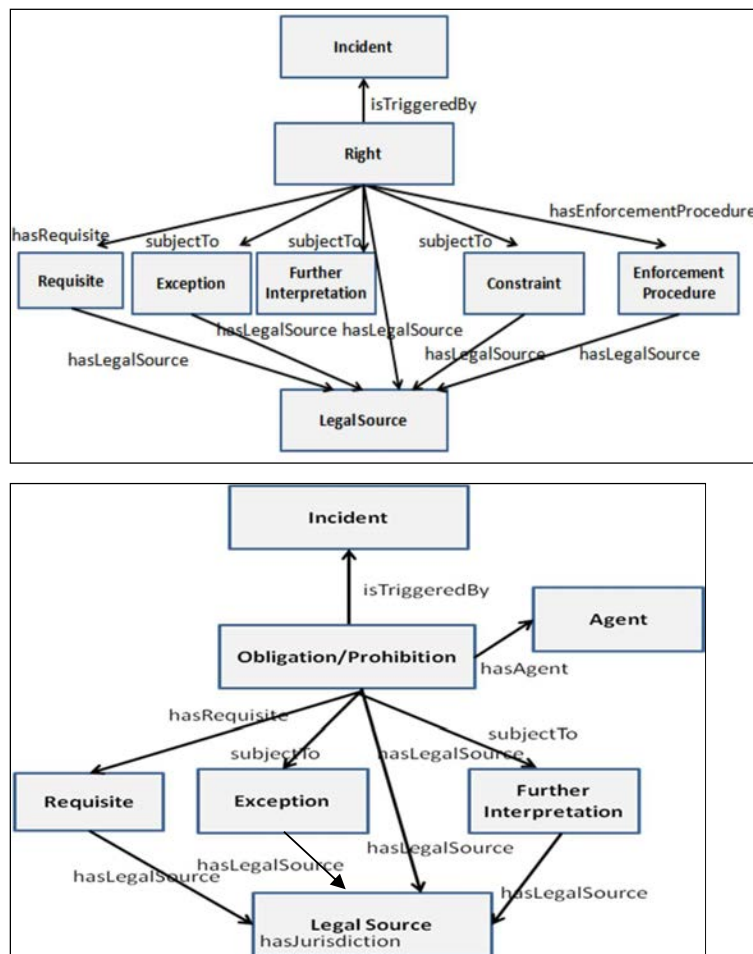 Incident
isTriggeredBy
Right
hasEnforcementProcedure
hasRequisite
subjectTo
subjectTo
subjectTo
Requisite
Exception
Further
Interpretation
Constraint
Enforcement
Procedure
hasLegalSource
hasLegalSource
hasLegalSource
hasLegalSource
hasLegalSource
Legal Source
Incident
isTriggeredBy
Agent
Obligation/Prohibition
hasAgent
hasRequisite
subjectTo
subjectTo
hasLegalSource
Requisite
Exception
Further
Interpretation
hasLegalSource
hasLegalSource
hasLegalSource
hasLegalSource
Legal Source
hasJurisdiction